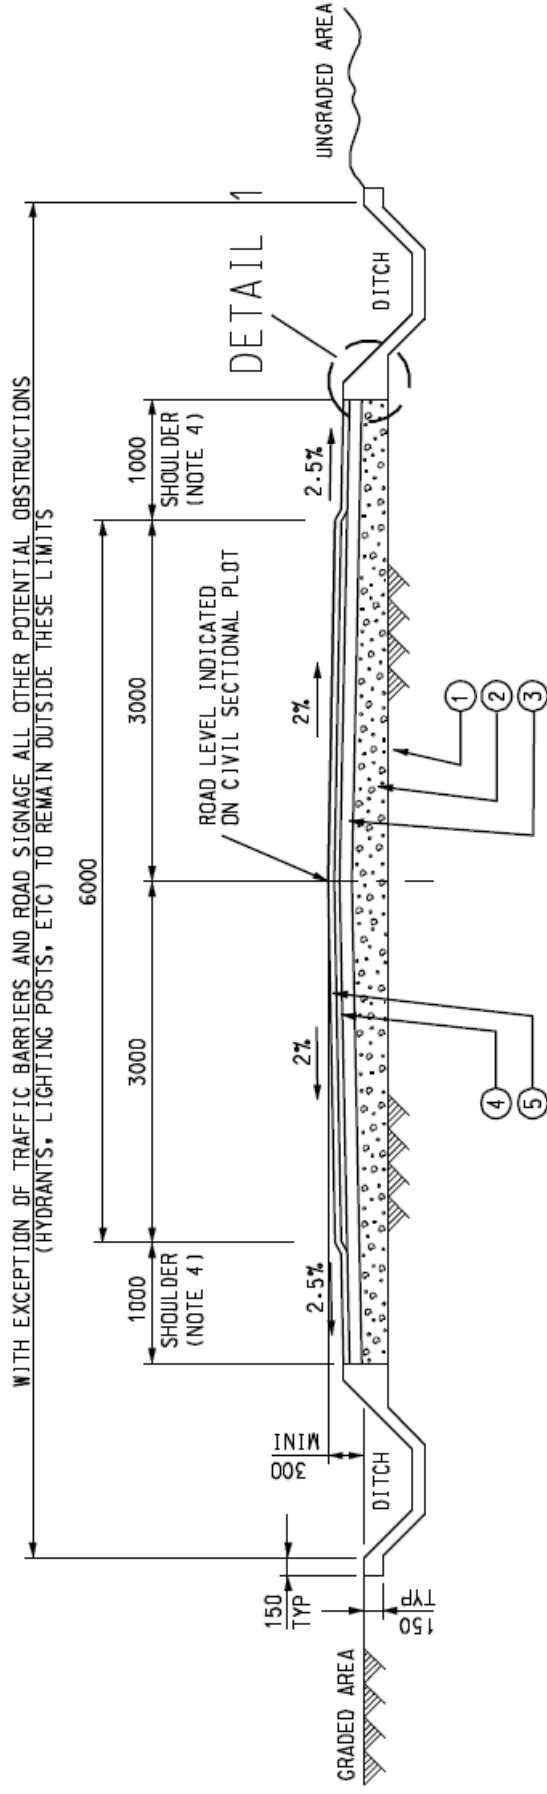 WITH EXCEPTION OF TRAFFIC BARRIERS AND ROAD SIGNAGE ALL OTHER POTENTIAL OBSTRUCTIONS
(HYDRANTS, LIGHTING POSTS, ETC) TO REMAIN OUTSIDE THESE LIMITS
6000
1000
SHOULDER
(NOTE 4)
3000
3000
1000
SHOULDER
(NOTE 4)
ROAD LEVEL INDICATED
ON CIVIL SECTIONAL PLOT
DETAIL 1
2.5%
2%
2%
2.5%
300
MINI
150
TYP
150
TYP
GRADED AREA
DITCH
DITCH
UNGRADED AREA
4
5
1
2
3